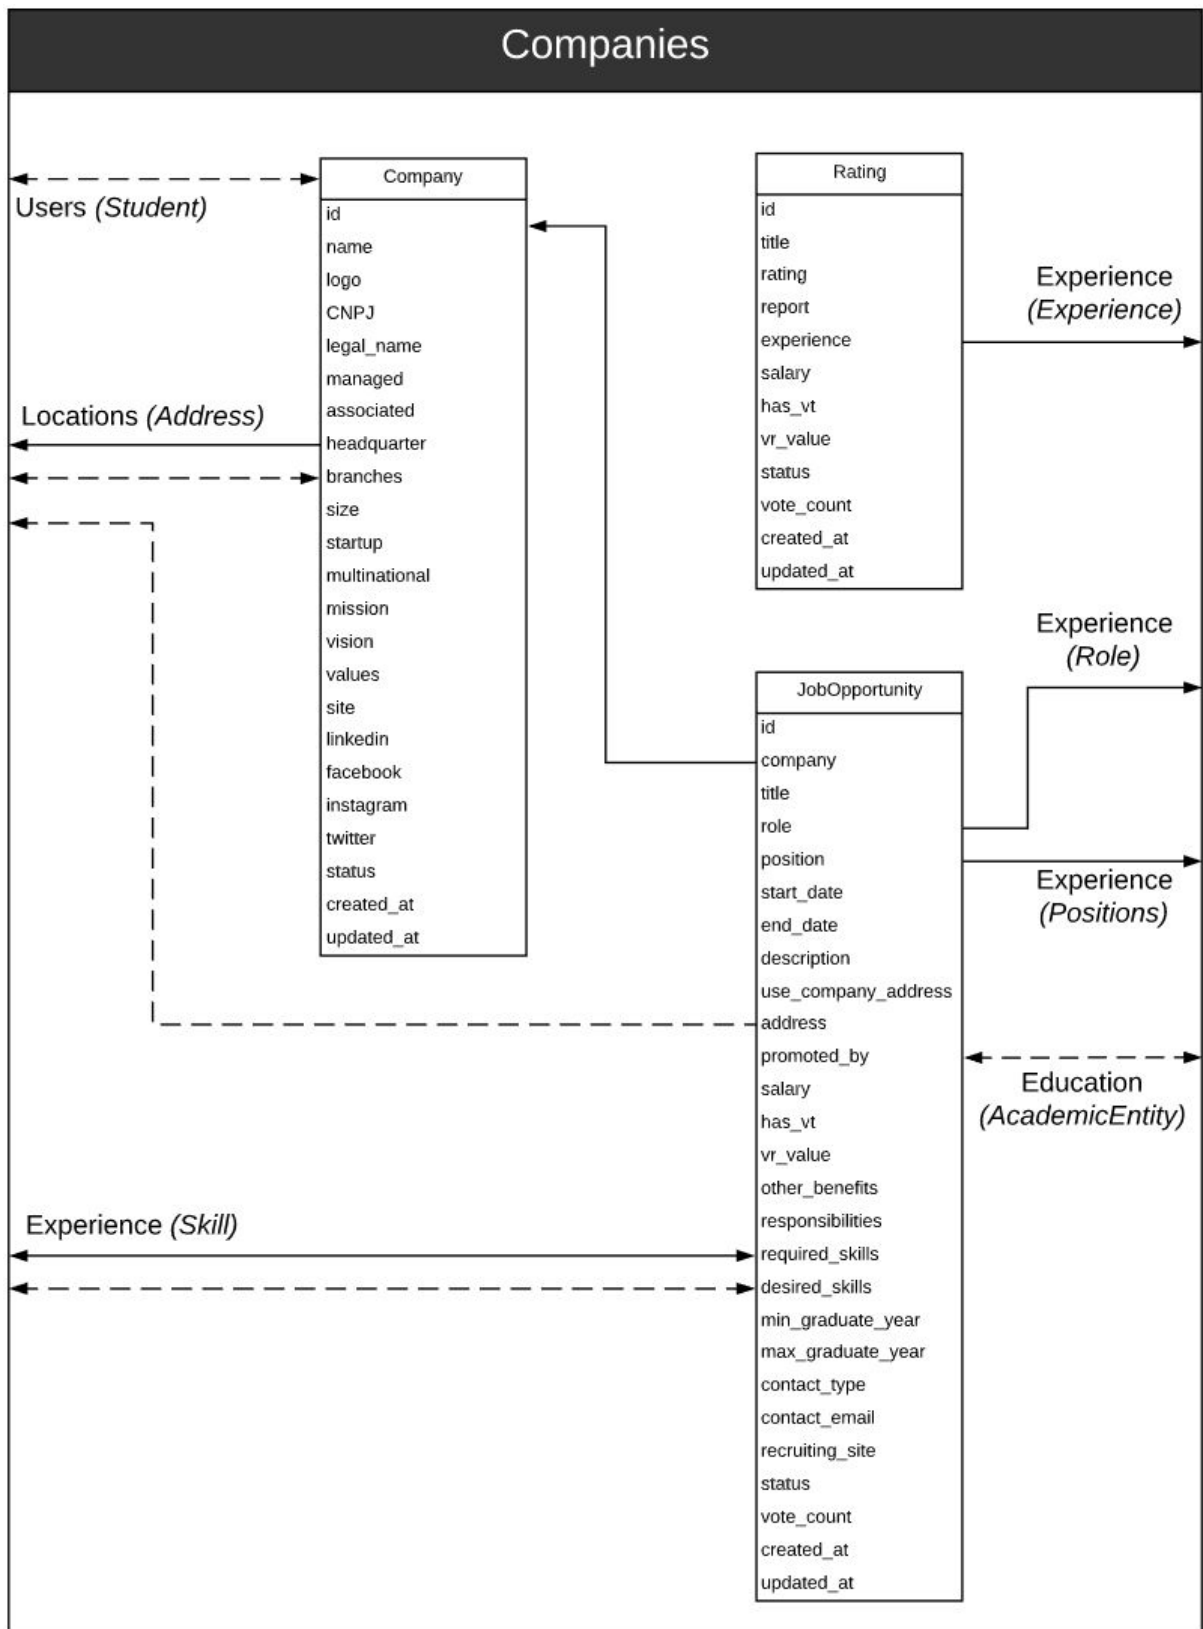 Companies
Users (Student)
Locations (Address)
Experience (Skill)
Company
id
name
logo
CNPJ
legal_name
managed
associated
headquarter
branches
size
startup
multinational
mission
vision
values
site
linkedin
facebook
instagram
twitter
status
created_at
updated_at
Rating
id
title
rating
report
experience
salary
has_vt
vr_value
status
vote_count
created_at
updated_at
Experience
(Experience)
JobOpportunity
id
company
title
role
position
start_date
end_date
description
use_company_address
address
promoted_by
salary
has_vt
vr_value
other_benefits
responsibilities
required_skills
desired_skills
min_graduate_year
max_graduate_year
contact_type
contact_email
recruiting_site
status
vote_count
created_at
updated_at
Experience
(Role)
Experience
(Positions)
Education
(AcademicEntity)